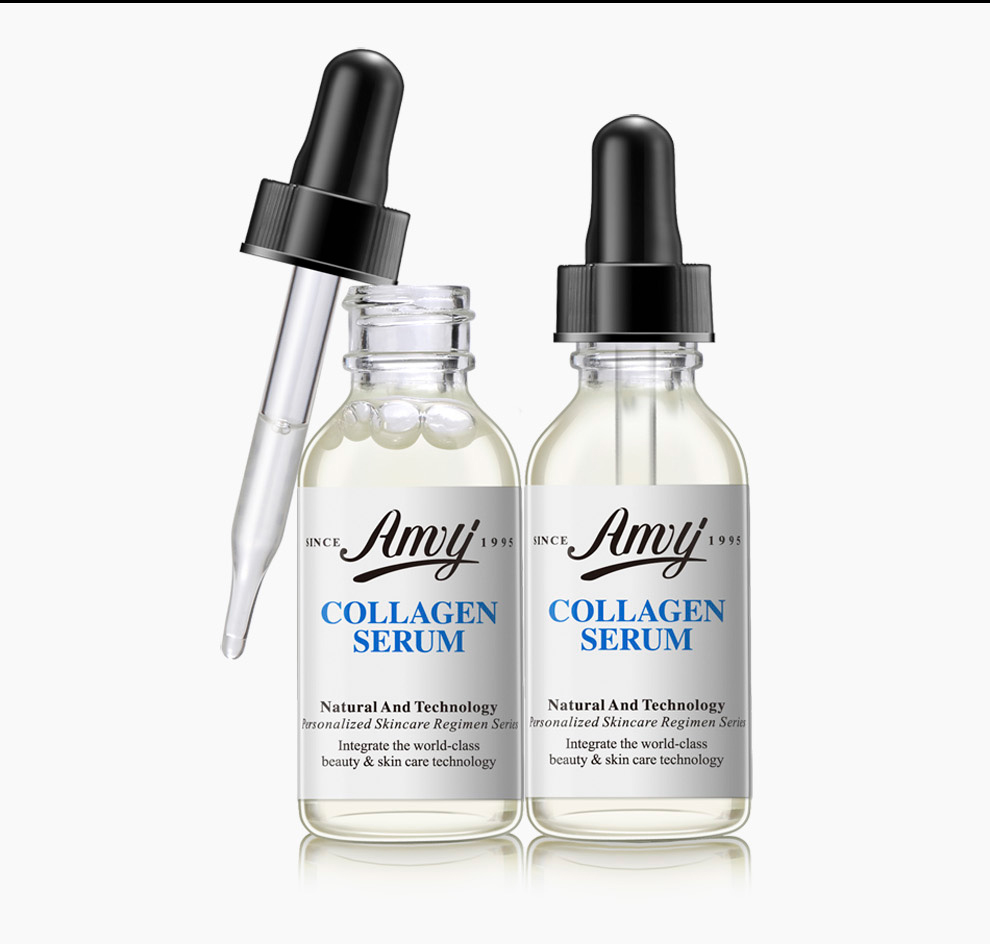 SINCE Amyj 1995
COLLAGEN
SERUM
Natural And Technology
Personalized Skincare Regimen Series
Integrate the world-class
beauty & skin care technology
SINCE Amyj 1995
COLLAGEN
SERUM
Natural And Technology
Personalized Skincare Regimen Series
Integrate the world-class
beauty & skin care technology